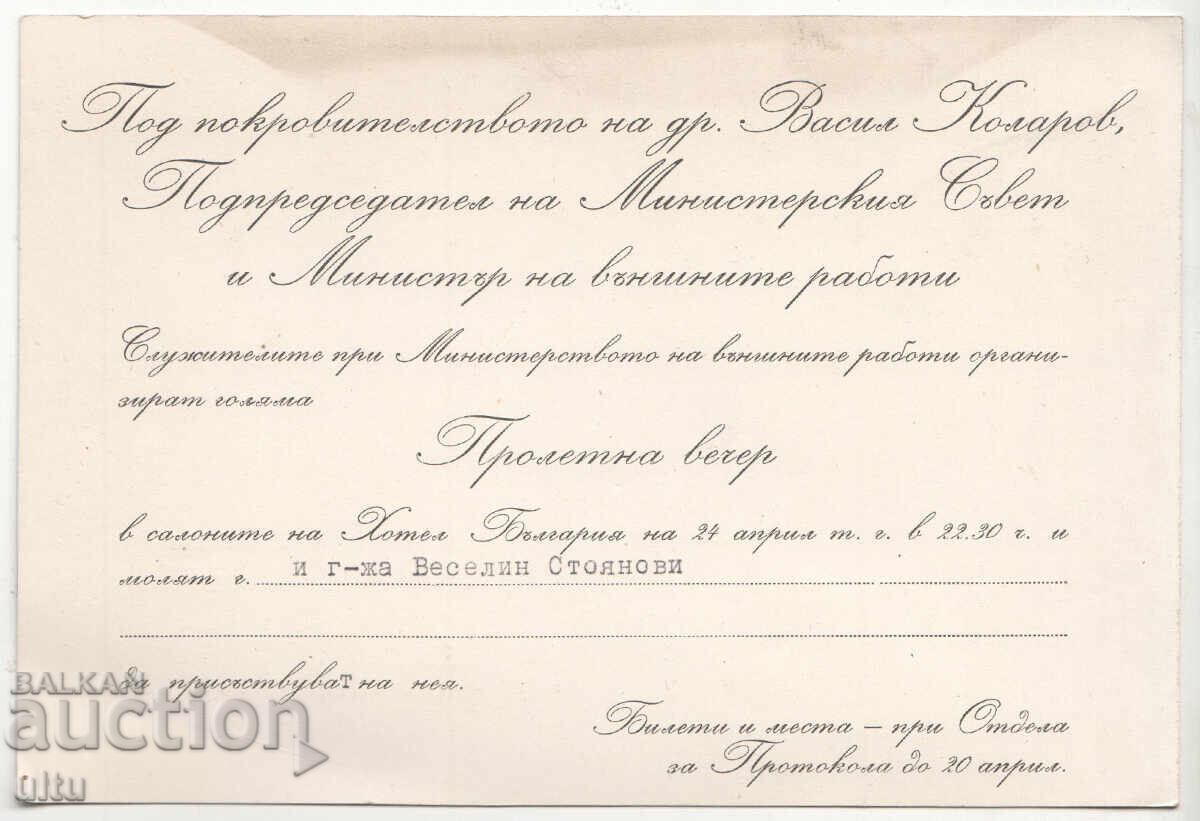 Под покровителството на др. Васил Коларов,
Подпредседател на Министерския Съвет
и Министър на външните работи
Служителите при Министерството на външните работи органи-
зират голяма
Пролетна вечер
в салоните на Хотел България на 24 април т. г. в 22.30 ч. и
молят г. и г-жа Веселин Стоянови
да присъствуват на нея.
Билети и места – при Отдела
за Протокола до 20 април.
BALKAN
auction
gltu